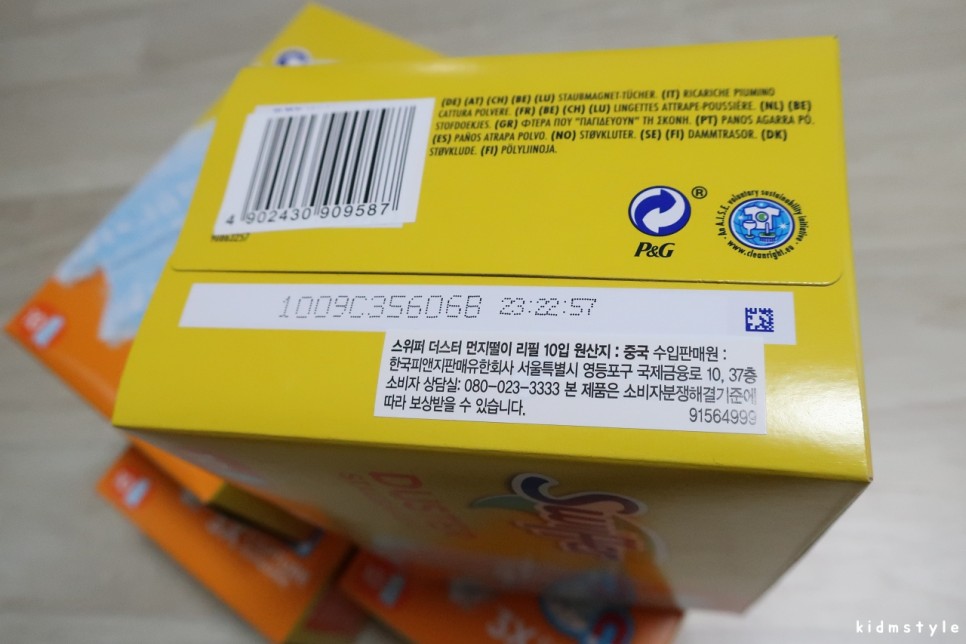 (DE) (AT) (CH) (BE) (LU) STAUBMAGNET-TÜCHER. (IT) RICARICHE PIUMINO
CATTURA POLVERE. (FR) (BE) (CH) (LU) LINGETTES ATTRAPE-POUSSIÈRE. (NL) (BE)
STOFDOEKJES. (GR) ΦΤΕΡΑ ΠΟΥ "ΠΑΓΙΔΕΥΟΥΝ" ΤΗ ΣΚΟΝΗ. (PT) PANOS AGARRA PÓ.
(ES) PAÑOS ATRAPA POLVO. (NO) STØVKLUTER. (SE) (FI) DAMMTRASOR. (DK)
STØVKLUDE. (FI) PÖLYLIINOJA.
4 902430 909587
®
P&G
An A.I.S.E. voluntary sustainability initiative
www.cleanright.eu
1009C35606B 23:22:57
스위퍼 더스터 먼지떨이 리필 10입 원산지 : 중국 수입판매원 :
한국피앤지판매유한회사 서울특별시 영등포구 국제금융로 10, 37층
소비자 상담실: 080-023-3333 본 제품은 소비자분쟁해결기준에
따라 보상받을 수 있습니다.
91564999
kidmstyle